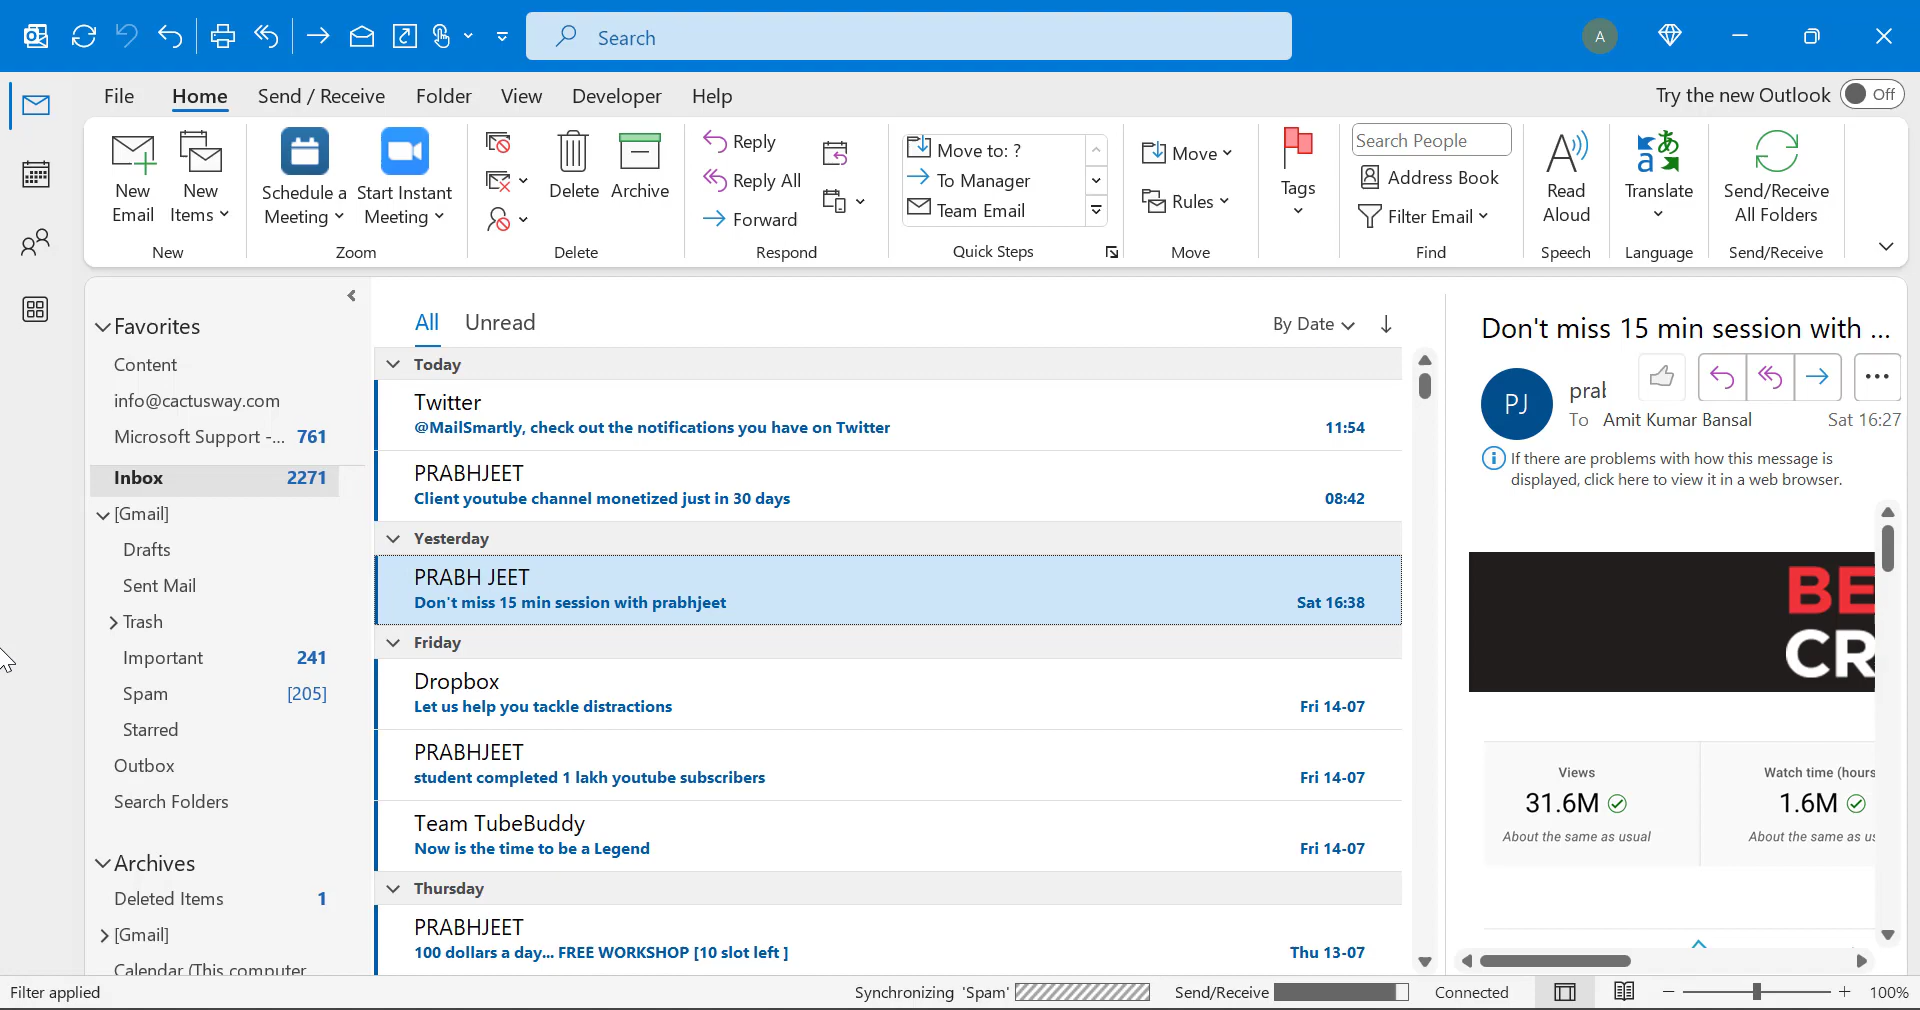 Search
A
File Home Send / Receive Folder View Developer Help
Try the new Outlook Off
New Email
New Items
New
Schedule a Meeting
Start Instant Meeting
Zoom
Delete
Archive
Delete
Reply
Reply All
Forward
Respond
Move to: ?
To Manager
Team Email
Quick Steps
Move
Rules
Move
Tags
Search People
Address Book
Filter Email
Find
Read Aloud
Speech
Translate
Language
Send/Receive All Folders
Send/Receive
Favorites
Content
info@cactusway.com
Microsoft Support -... 761
Inbox 2271
[Gmail]
Drafts
Sent Mail
Trash
Important 241
Spam [205]
Starred
Outbox
Search Folders
Archives
Deleted Items 1
[Gmail]
Calendar (This computer
All Unread By Date
Today
Twitter
@MailSmartly, check out the notifications you have on Twitter 11:54
PRABHJEET
Client youtube channel monetized just in 30 days 08:42
Yesterday
PRABH JEET
Don't miss 15 min session with prabhjeet Sat 16:38
Friday
Dropbox
Let us help you tackle distractions Fri 14-07
PRABHJEET
student completed 1 lakh youtube subscribers Fri 14-07
Team TubeBuddy
Now is the time to be a Legend Fri 14-07
Thursday
PRABHJEET
100 dollars a day... FREE WORKSHOP [10 slot left ] Thu 13-07
Don't miss 15 min session with ...
PJ
prab
To Amit Kumar Bansal Sat 16:27
If there are problems with how this message is
displayed, click here to view it in a web browser.
BE
CR
Views
31.6M
About the same as usual
Watch time (hours
1.6M
About the same as us
Filter applied
Synchronizing 'Spam' Send/Receive Connected 100%